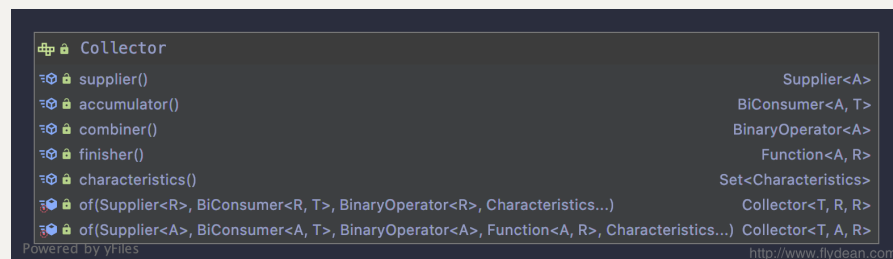 Collector
supplier() Supplier<A>
accumulator() BiConsumer<A, T>
combiner() BinaryOperator<A>
finisher() Function<A, R>
characteristics() Set<Characteristics>
of(Supplier<R>, BiConsumer<R, T>, BinaryOperator<R>, Characteristics...) Collector<T, R, R>
of(Supplier<A>, BiConsumer<A, T>, BinaryOperator<A>, Function<A, R>, Characteristics...) Collector<T, A, R>
Powered by yFiles
http://www.flydean.com